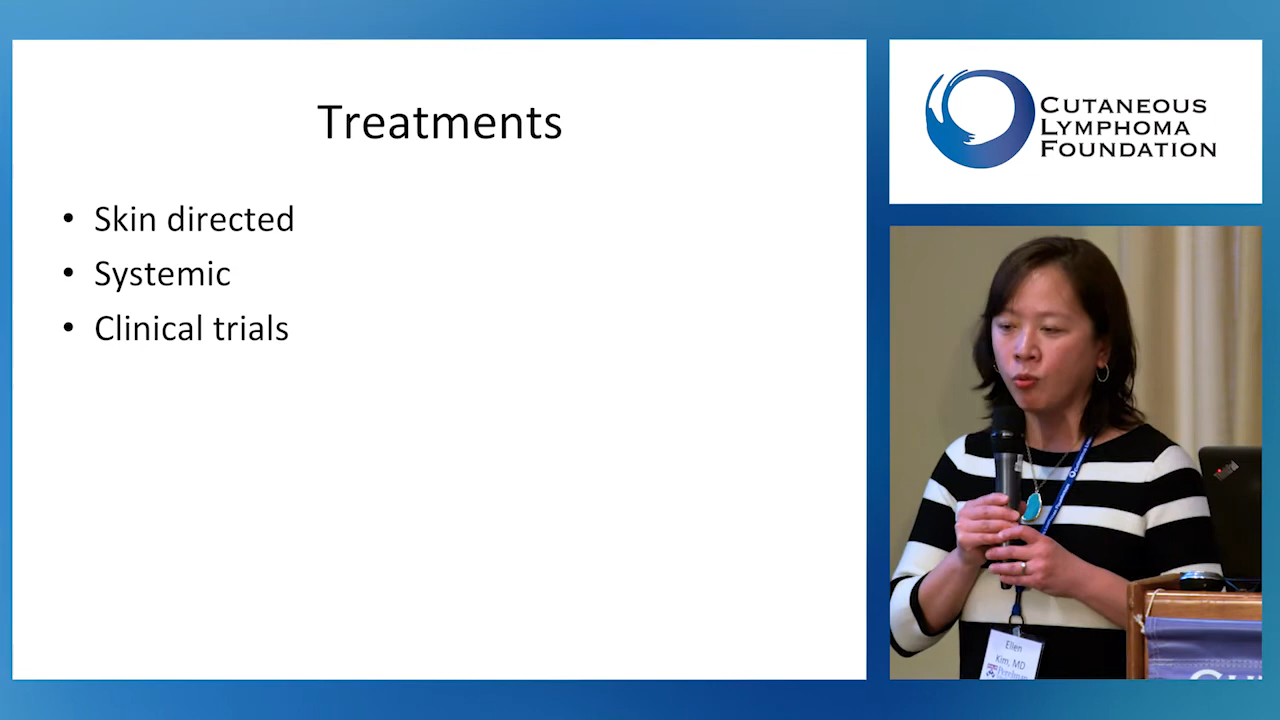 Treatments
• Skin directed
• Systemic
• Clinical trials
CUTANEOUS
LYMPHOMA
FOUNDATION
Ellen
Kim, MD